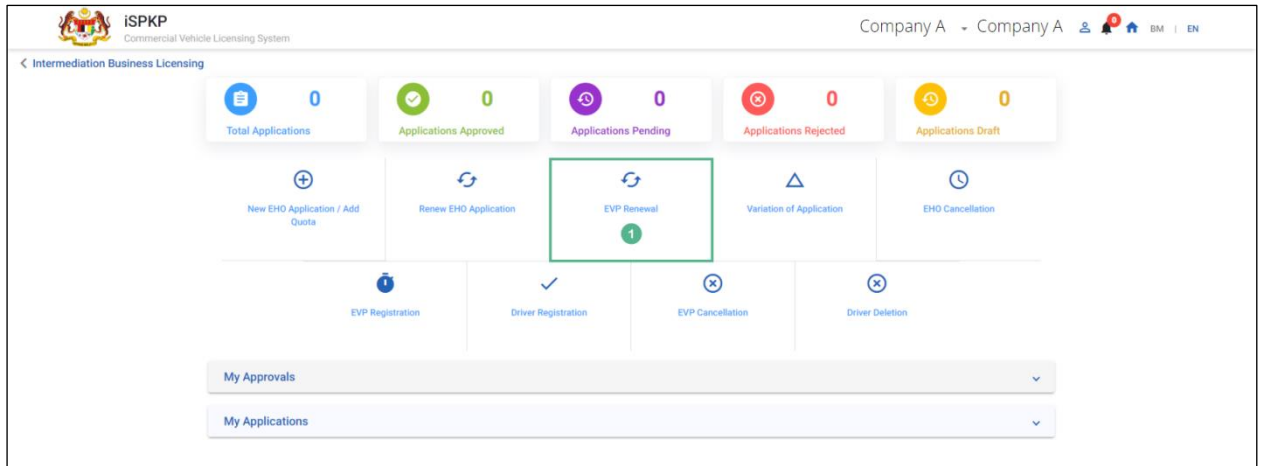 iSPKP
Commercial Vehicle Licensing System
Company A Company A 0 BM | EN
Intermediation Business Licensing
0 0 0 0 0
Total Applications Applications Approved Applications Pending Applications Rejected Applications Draft
New EHO Application / Add Quota
Renew EHO Application
EVP Renewal
1
Variation of Application
EHO Cancellation
EVP Registration
Driver Registration
EVP Cancellation
Driver Deletion
My Approvals
My Applications